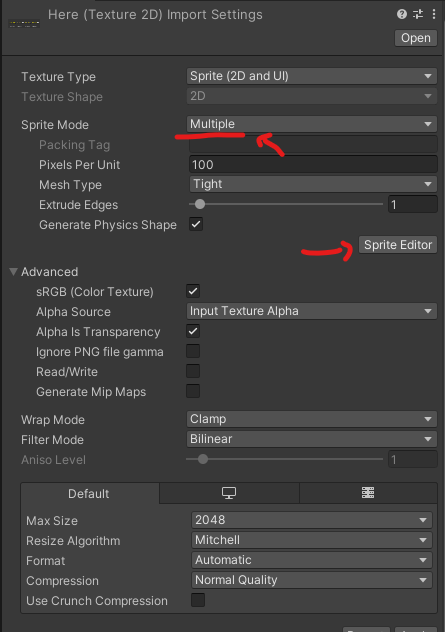 Here (Texture 2D) Import Settings
Open
Texture Type Sprite (2D and UI)
Texture Shape 2D
Sprite Mode Multiple
Packing Tag
Pixels Per Unit 100
Mesh Type Tight
Extrude Edges 1
Generate Physics Shape
Sprite Editor
Advanced
sRGB (Color Texture)
Alpha Source Input Texture Alpha
Alpha Is Transparency
Ignore PNG file gamma
Read/Write
Generate Mip Maps
Wrap Mode Clamp
Filter Mode Bilinear
Aniso Level 1
Default
Max Size 2048
Resize Algorithm Mitchell
Format Automatic
Compression Normal Quality
Use Crunch Compression